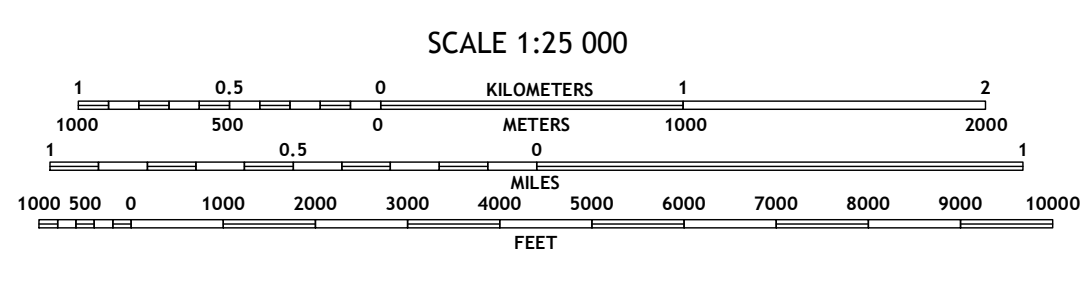 SCALE 1:25 000
1 0.5 0 KILOMETERS 1 2
1000 500 0 METERS 1000 2000
1 0.5 0 1
MILES
1000 500 0 1000 2000 3000 4000 5000 6000 7000 8000 9000 10000
FEET